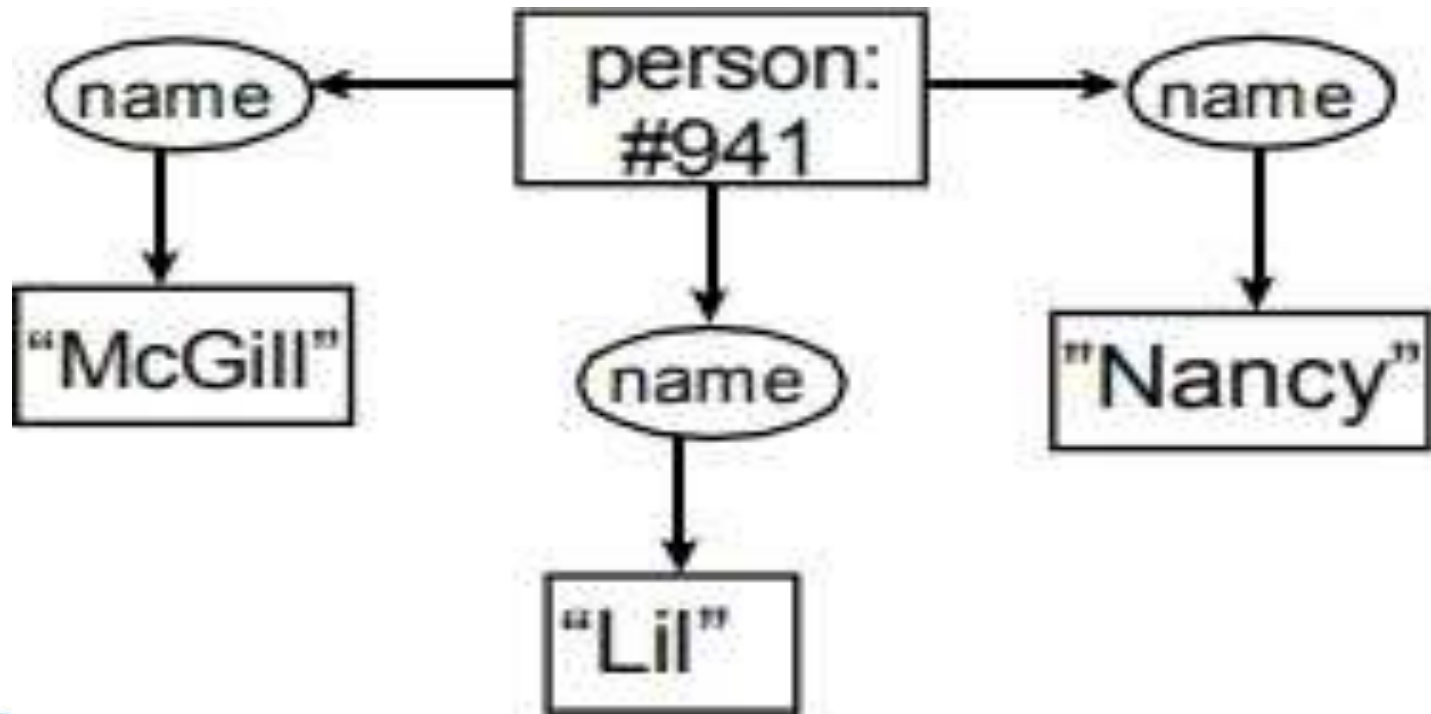 person:
#941
name
name
“McGill”
name
”Nancy”
“Lil”